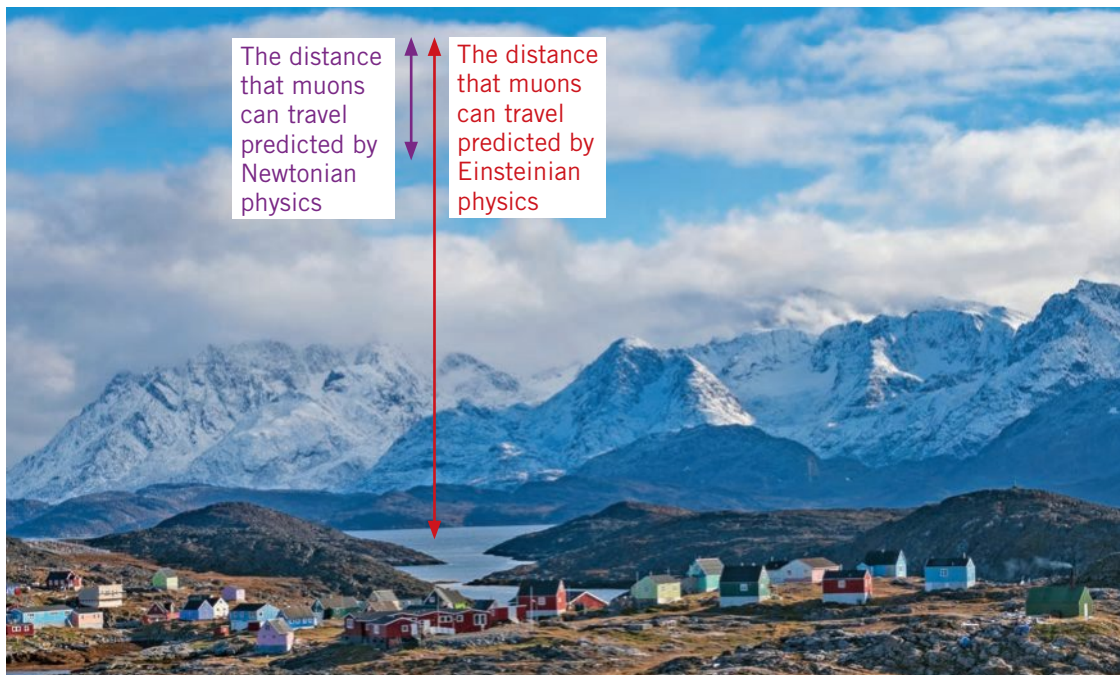 The distance
that muons
can travel
predicted by
Newtonian
physics
The distance
that muons
can travel
predicted by
Einsteinian
physics